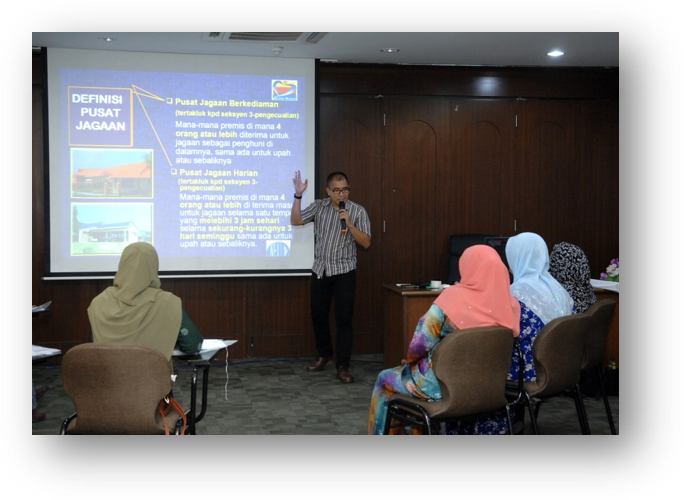 DEFINISI
PUSAT
JAGAAN
Pusat Jagaan Berkediaman
(tertakluk kpd seksyen 3-pengecualian)
Mana-mana premis di mana 4
orang atau lebih diterima untuk
jagaan sebagai penghuni di
dalamnya, sama ada untuk upah
atau sebaliknya
Pusat Jagaan Harian
(tertakluk kpd seksyen 3-
pengecualian)
Mana-mana premis di mana 4
orang atau lebih di terima mas
untuk jagaan selama satu temp
yang melebihi 3 jam sehari
selama sekurang-kurangnya 3
hari seminggu sama ada untuk
upah atau sebaliknya.